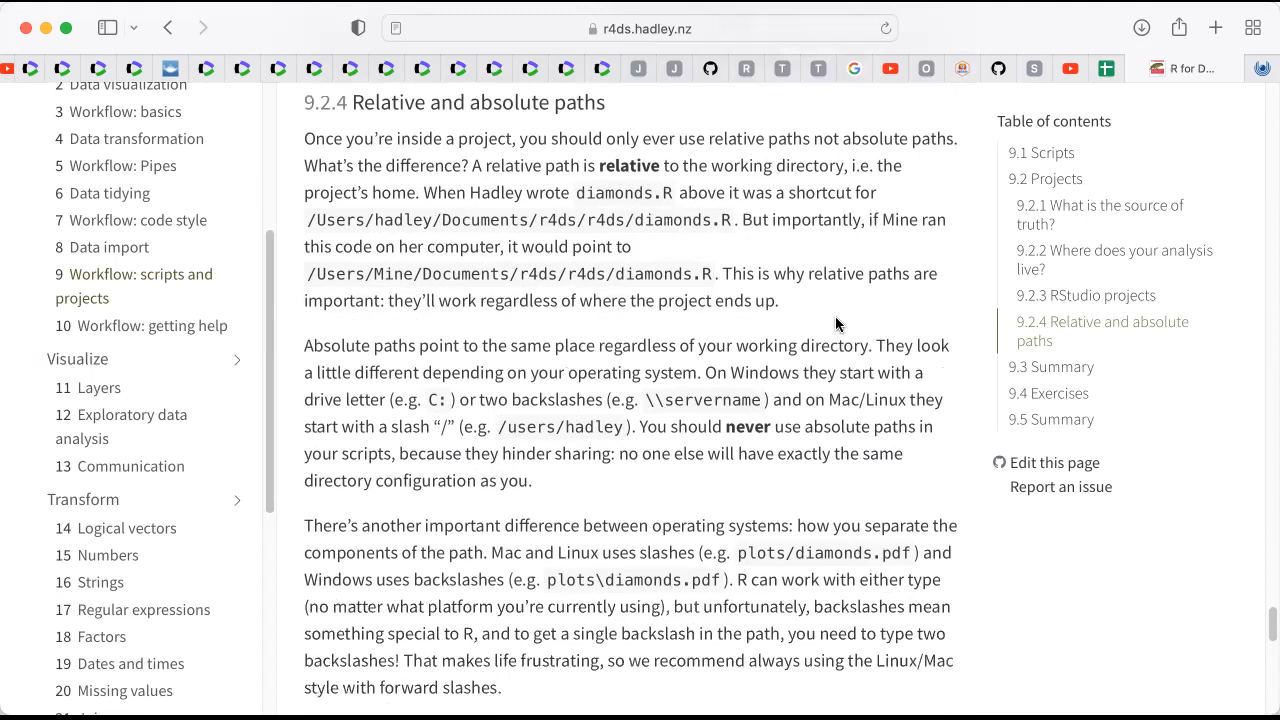 r4ds.hadley.nz
J
J
R
T
T
G
O
S
R for D...
2 Data visualization
3 Workflow: basics
4 Data transformation
5 Workflow: Pipes
6 Data tidying
7 Workflow: code style
8 Data import
9 Workflow: scripts and
projects
10 Workflow: getting help
Visualize
11 Layers
12 Exploratory data
analysis
13 Communication
Transform
14 Logical vectors
15 Numbers
16 Strings
17 Regular expressions
18 Factors
19 Dates and times
20 Missing values
9.2.4 Relative and absolute paths
Once you’re inside a project, you should only ever use relative paths not absolute paths.
What’s the difference? A relative path is relative to the working directory, i.e. the
project’s home. When Hadley wrote diamonds.R above it was a shortcut for
/Users/hadley/Documents/r4ds/r4ds/diamonds.R. But importantly, if Mine ran
this code on her computer, it would point to
/Users/Mine/Documents/r4ds/r4ds/diamonds.R. This is why relative paths are
important: they’ll work regardless of where the project ends up.
Absolute paths point to the same place regardless of your working directory. They look
a little different depending on your operating system. On Windows they start with a
drive letter (e.g. C:) or two backslashes (e.g. \\servername) and on Mac/Linux they
start with a slash “/” (e.g. /users/hadley). You should never use absolute paths in
your scripts, because they hinder sharing: no one else will have exactly the same
directory configuration as you.
There’s another important difference between operating systems: how you separate the
components of the path. Mac and Linux uses slashes (e.g. plots/diamonds.pdf) and
Windows uses backslashes (e.g. plots\diamonds.pdf). R can work with either type
(no matter what platform you’re currently using), but unfortunately, backslashes mean
something special to R, and to get a single backslash in the path, you need to type two
backslashes! That makes life frustrating, so we recommend always using the Linux/Mac
style with forward slashes.
Table of contents
9.1 Scripts
9.2 Projects
9.2.1 What is the source of
truth?
9.2.2 Where does your analysis
live?
9.2.3 RStudio projects
9.2.4 Relative and absolute
paths
9.3 Summary
9.4 Exercises
9.5 Summary
Edit this page
Report an issue